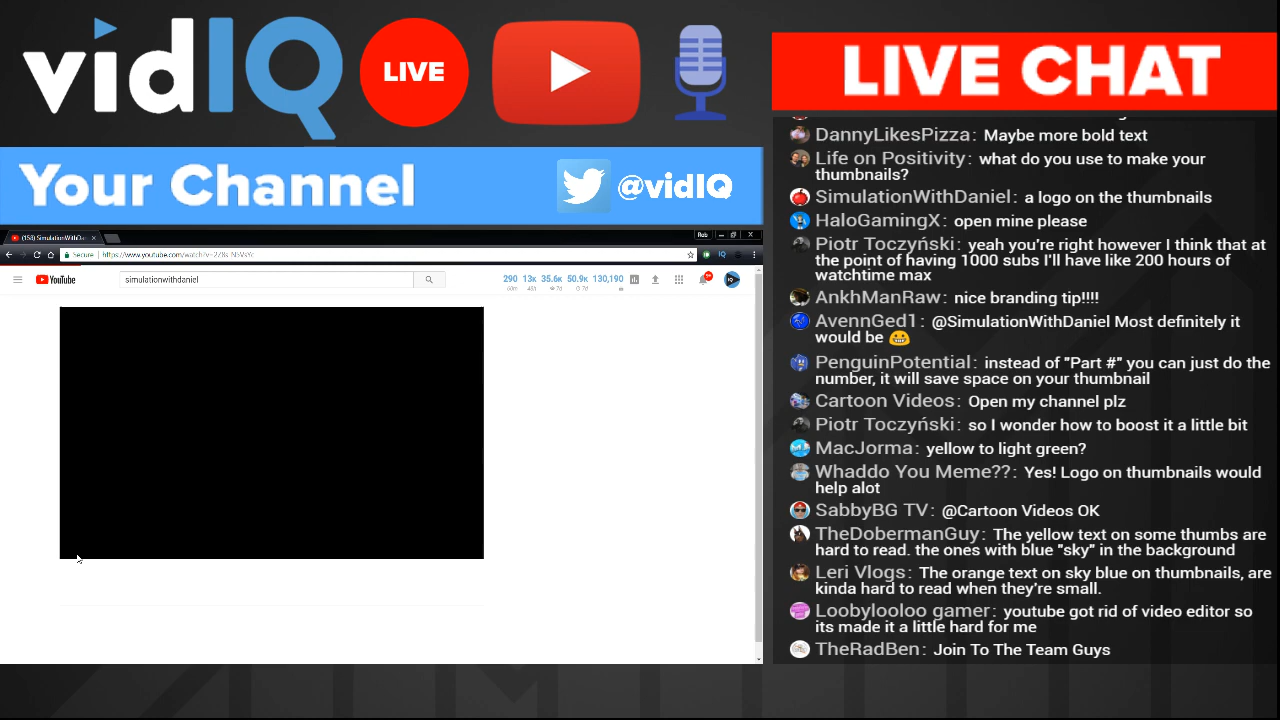 vidIQ
LIVE
LIVE CHAT
Your Channel
@vidIQ
DannyLikesPizza: Maybe more bold text
Life on Positivity: what do you use to make your
thumbnails?
SimulationWithDaniel: a logo on the thumbnails
HaloGamingX: open mine please
Piotr Toczyński: yeah you're right however I think that at
the point of having 1000 subs I'll have like 200 hours of
watchtime max
AnkhManRaw: nice branding tip!!!!
AvennGed1: @SimulationWithDaniel Most definitely it
would be
PenguinPotential: instead of "Part #" you can just do the
number, it will save space on your thumbnail
Cartoon Videos: Open my channel plz
Piotr Toczyński: so I wonder how to boost it a little bit
MacJorma: yellow to light green?
Whaddo You Meme??: Yes! Logo on thumbnails would
help alot
SabbyBG TV: @Cartoon Videos OK
TheDobermanGuy: The yellow text on some thumbs are
hard to read. the ones with blue "sky" in the background
Leri Vlogs: The orange text on sky blue on thumbnails, are
kinda hard to read when they're small.
Loobylooloo gamer: youtube got rid of video editor so
its made it a little hard for me
TheRadBen: Join To The Team Guys
(158) SimulationWithDa
Rob
Secure
YouTube
simulationwithdaniel
290 13k 35.6k 50.9k 130,190